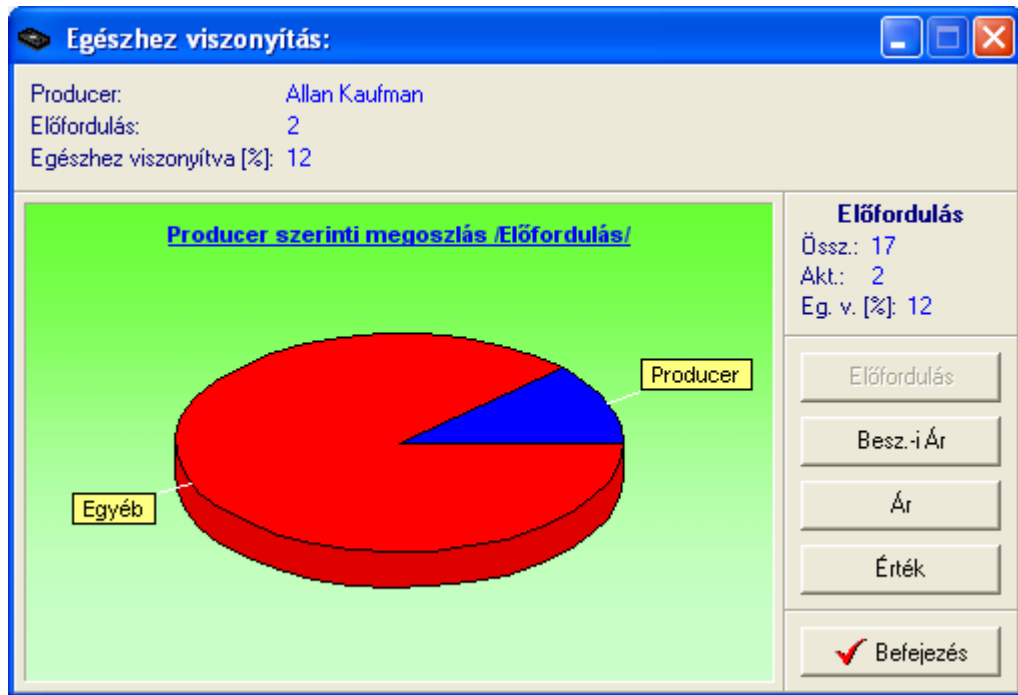 Egészhez viszonyítás:
Producer: Allan Kaufman
Előfordulás: 2
Egészhez viszonyítva [%]: 12
Producer szerinti megoszlás /Előfordulás/
Producer
Egyéb
Előfordulás
Össz.: 17
Akt.: 2
Eg. v. [%]: 12
Előfordulás
Besz.-i Ár
Ár
Érték
Befejezés